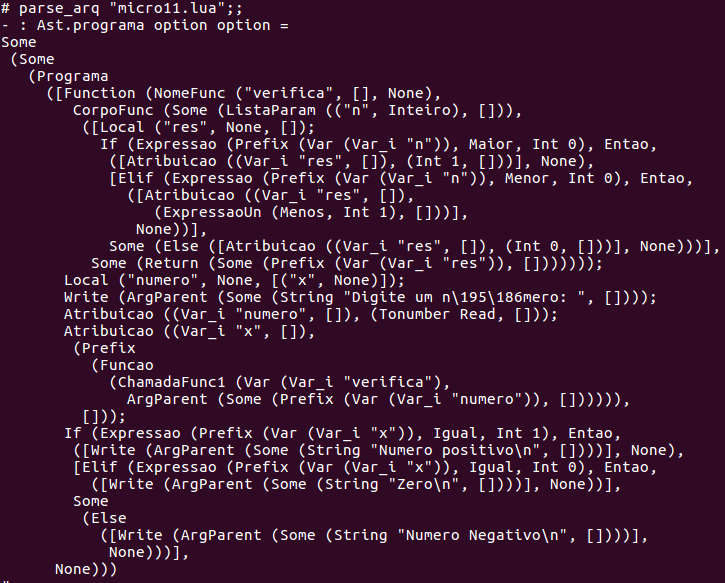 # parse_arq "micro11.lua";;
- : Ast.programa option option =
Some
 (Some
   (Programa
     ([Function (NomeFunc ("verifica", [], None),
        CorpoFunc (Some (ListaParam (("n", Inteiro), [])),
         ([Local ("res", None, []);
           If (Expressao (Prefix (Var (Var_i "n")), Maior, Int 0), Entao,
            ([Atribuicao ((Var_i "res", []), (Int 1, []))], None),
            [Elif (Expressao (Prefix (Var (Var_i "n")), Menor, Int 0), Entao,
              ([Atribuicao ((Var_i "res", []),
                 (ExpressaoUn (Menos, Int 1), []))],
               None))],
            Some (Else ([Atribuicao ((Var_i "res", []), (Int 0, []))], None)))],
          Some (Return (Some (Prefix (Var (Var_i "res")), []))))));
       Local ("numero", None, [("x", None)]);
       Write (ArgParent (Some (String "Digite um n\195\186mero: ", [])));
       Atribuicao ((Var_i "numero", []), (Tonumber Read, []));
       Atribuicao ((Var_i "x", []),
        (Prefix
          (Funcao
            (ChamadaFunc1 (Var (Var_i "verifica"),
              ArgParent (Some (Prefix (Var (Var_i "numero")), []))))),
         []));
       If (Expressao (Prefix (Var (Var_i "x")), Igual, Int 1), Entao,
        ([Write (ArgParent (Some (String "Numero positivo\n", [])))], None),
        [Elif (Expressao (Prefix (Var (Var_i "x")), Igual, Int 0), Entao,
          ([Write (ArgParent (Some (String "Zero\n", [])))], None))],
        Some
         (Else
           ([Write (ArgParent (Some (String "Numero Negativo\n", [])))],
            None)))],
      None)))